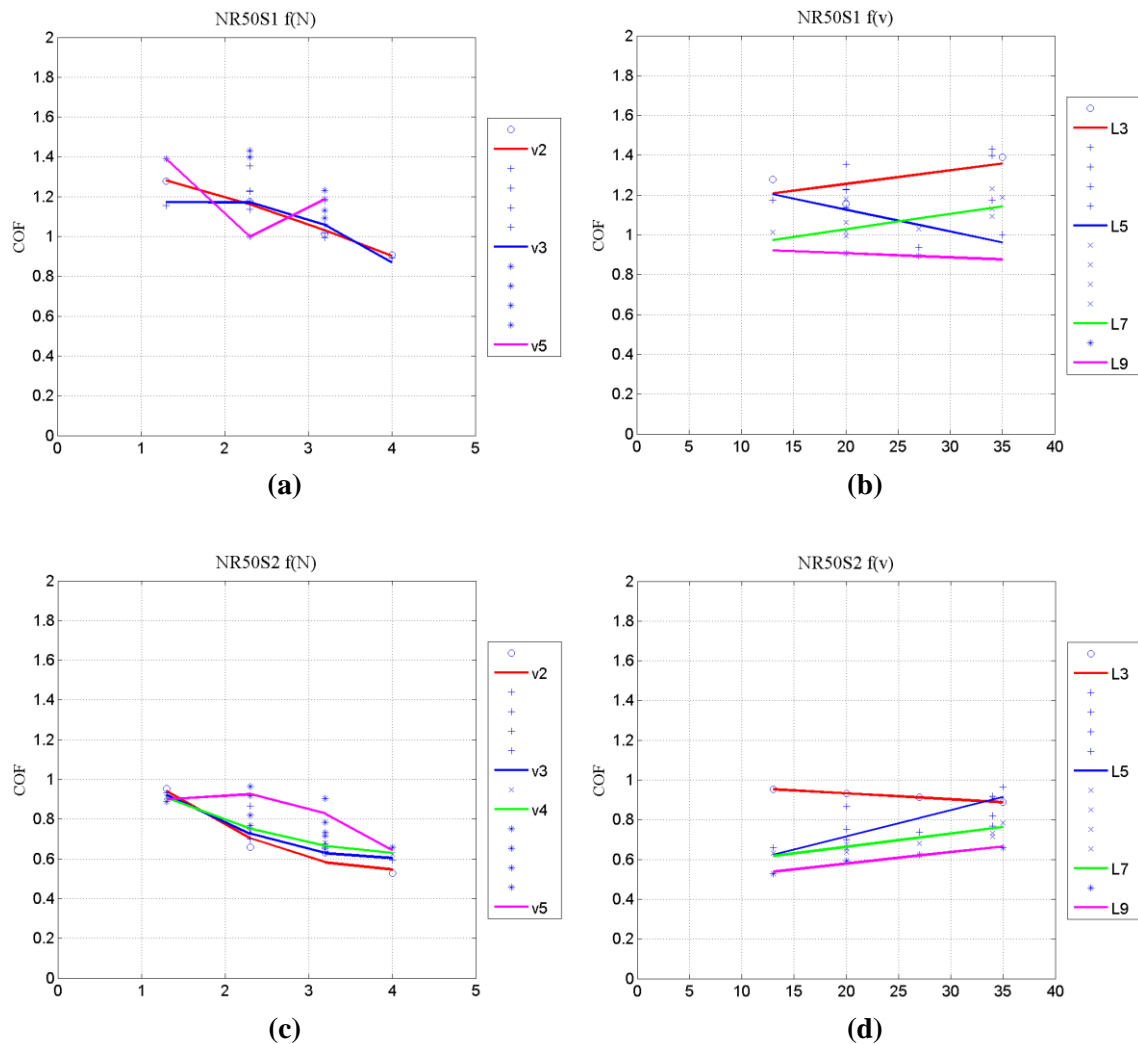 NR50S1 f(N)
COF
2
1.8
1.6
1.4
1.2
1
0.8
0.6
0.4
0.2
0
0 1 2 3 4 5
v2
v3
v5
(a)
NR50S1 f(v)
COF
2
1.8
1.6
1.4
1.2
1
0.8
0.6
0.4
0.2
0
0 5 10 15 20 25 30 35 40
L3
L5
L7
L9
(b)
NR50S2 f(N)
COF
2
1.8
1.6
1.4
1.2
1
0.8
0.6
0.4
0.2
0
0 1 2 3 4 5
v2
v3
v4
v5
(c)
NR50S2 f(v)
COF
2
1.8
1.6
1.4
1.2
1
0.8
0.6
0.4
0.2
0
0 5 10 15 20 25 30 35 40
L3
L5
L7
L9
(d)